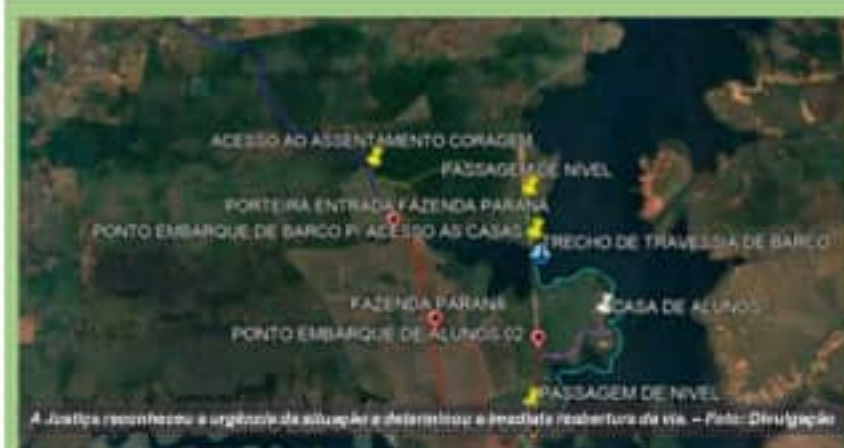 ACESSO AO ASSENTAMENTO CORAGEM
PASSAGEM DE NIVEL
PORTEIRA ENTRADA FAZENDA PARANÁ
PONTO EMBARQUE DE BARCO P/ ACESSO AS CASAS
TRECHO DE TRAVESSIA DE BARCO
FAZENDA PARANÁ
CASA DE ALUNOS
PONTO EMBARQUE DE ALUNOS 02
PASSAGEM DE NIVEL
A Justiça reconheceu a urgência da situação e determinou a imediata reabertura da via. – Foto: Divulgação